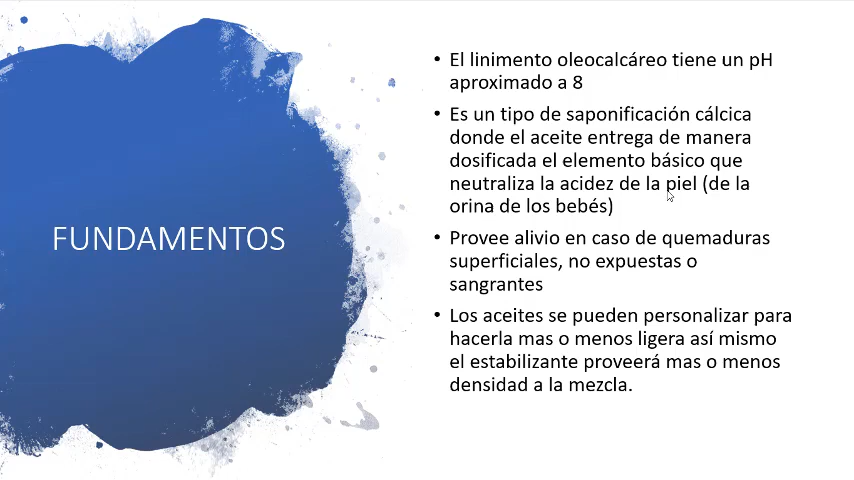 FUNDAMENTOS
• El linimento oleocalcáreo tiene un pH
aproximado a 8
• Es un tipo de saponificación cálcica
donde el aceite entrega de manera
dosificada el elemento básico que
neutraliza la acidez de la piel (de la
orina de los bebés)
• Provee alivio en caso de quemaduras
superficiales, no expuestas o
sangrantes
• Los aceites se pueden personalizar para
hacerla mas o menos ligera así mismo
el estabilizante proveerá mas o menos
densidad a la mezcla.